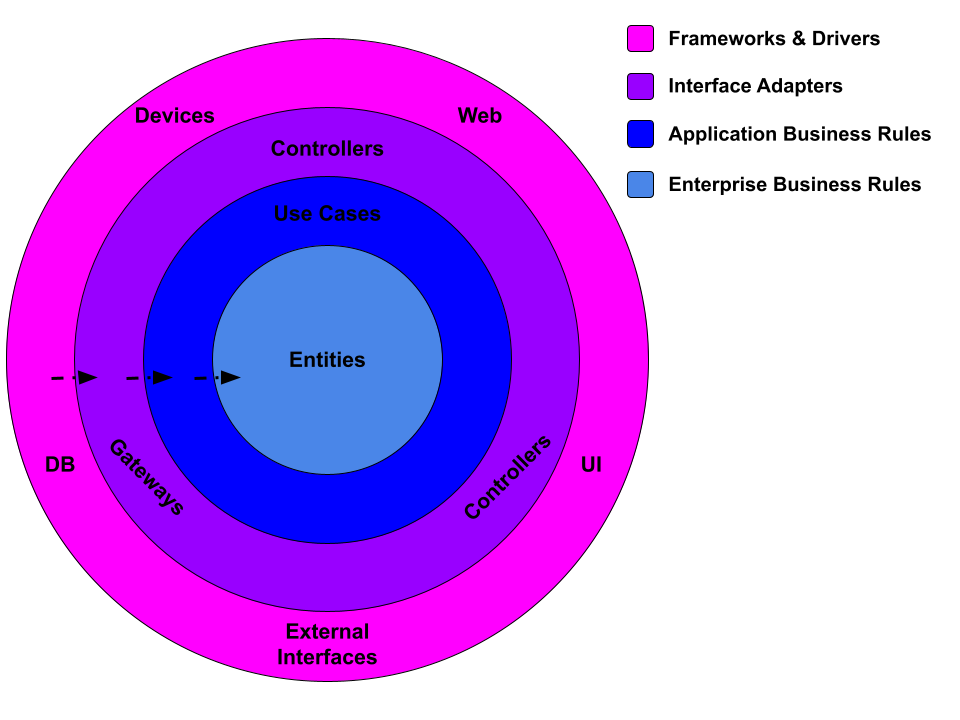 Frameworks & Drivers
Interface Adapters
Application Business Rules
Enterprise Business Rules
Devices
Web
Controllers
Use Cases
Entities
DB
Gateways
Controllers
UI
External
Interfaces